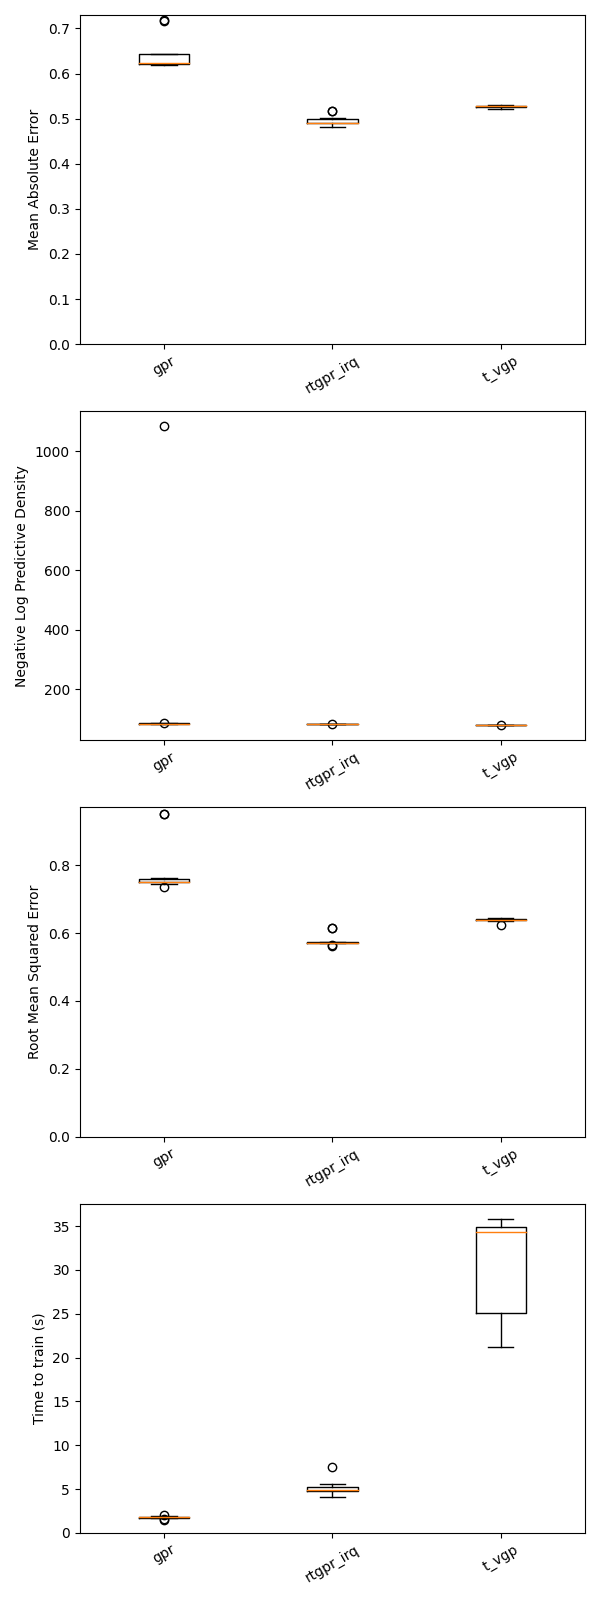 Mean Absolute Error
0.7
0.6
0.5
0.4
0.3
0.2
0.1
0.0
gpr
rtgpr_irq
t_vgp
Negative Log Predictive Density
1000
800
600
400
200
gpr
rtgpr_irq
t_vgp
Root Mean Squared Error
0.8
0.6
0.4
0.2
0.0
gpr
rtgpr_irq
t_vgp
Time to train (s)
35
30
25
20
15
10
5
0
gpr
rtgpr_irq
t_vgp